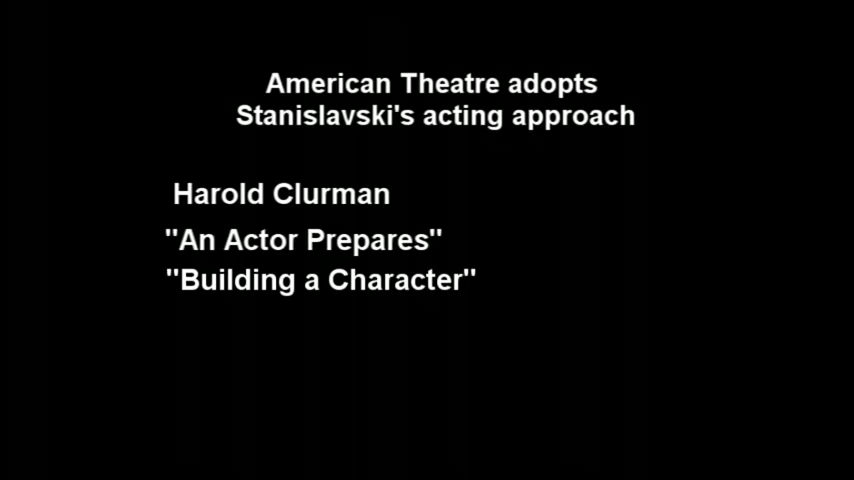 American Theatre adopts
Stanislavski's acting approach
Harold Clurman
"An Actor Prepares"
"Building a Character"